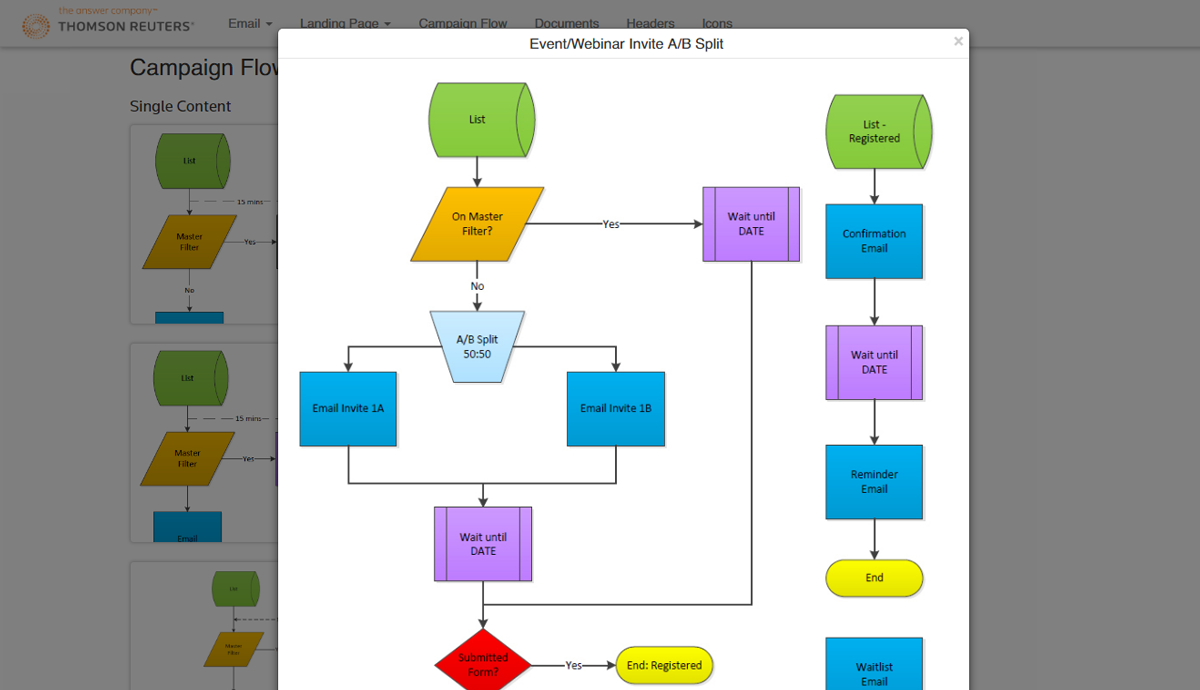 the answer company™
THOMSON REUTERS®
Email
Landing Page
Campaign Flow
Documents
Headers
Icons
Event/Webinar Invite A/B Split
×
Campaign Flow
Single Content
List
15 mins
Master
Filter
Yes
No
List
15 mins
Master
Filter
Yes
Email
List
Master
Filter
List
On Master
Filter?
Yes
Wait until
DATE
No
A/B Split
50:50
Email Invite 1A
Email Invite 1B
Wait until
DATE
Submitted
Form?
Yes
End: Registered
List -
Registered
Confirmation
Email
Wait until
DATE
Reminder
Email
End
Waitlist
Email